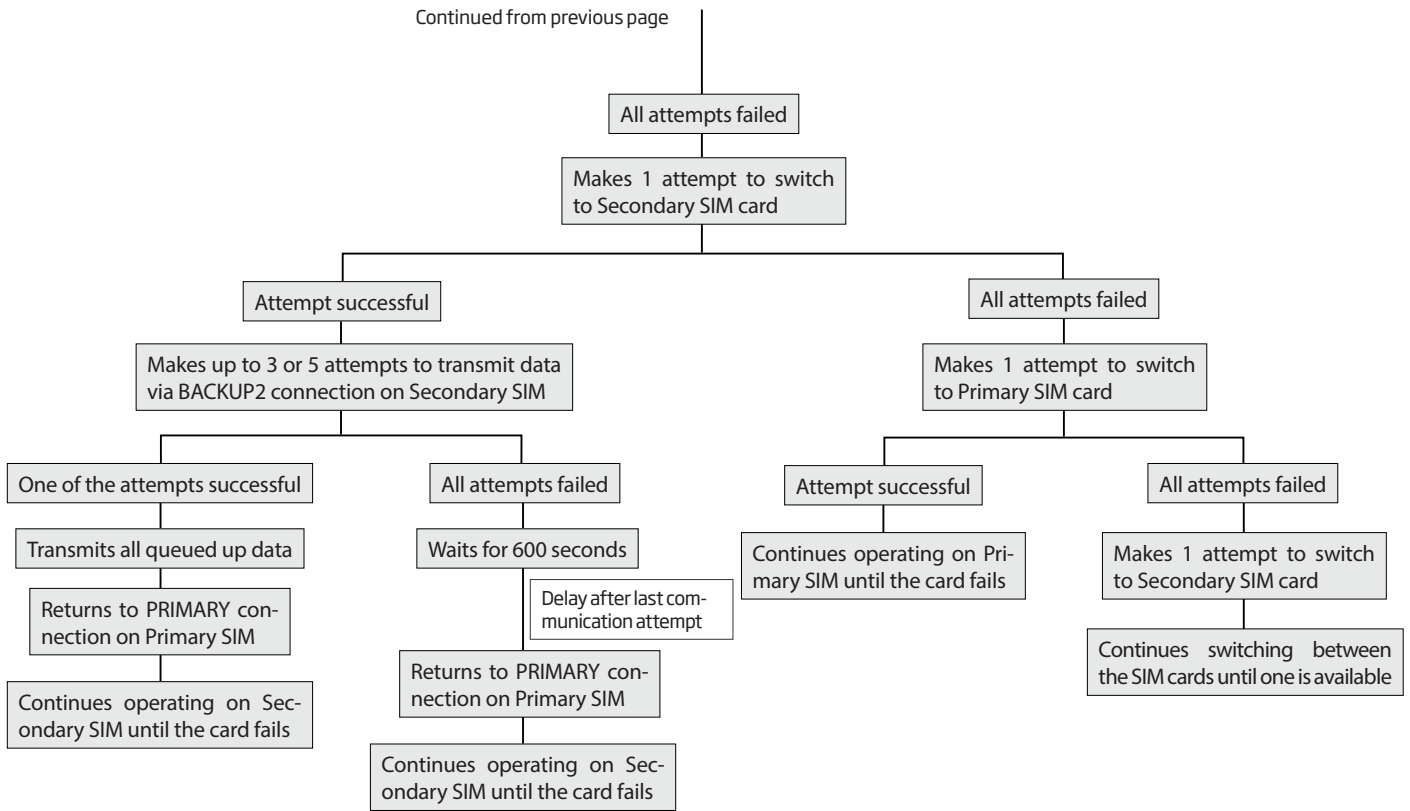 Continued from previous page
All attempts failed
Makes 1 attempt to switch
to Secondary SIM card
Attempt successful
All attempts failed
Makes up to 3 or 5 attempts to transmit data
via BACKUP2 connection on Secondary SIM
Makes 1 attempt to switch
to Primary SIM card
One of the attempts successful
All attempts failed
Attempt successful
All attempts failed
Transmits all queued up data
Waits for 600 seconds
Continues operating on Pri-
mary SIM until the card fails
Makes 1 attempt to switch
to Secondary SIM card
Delay after last com-
munication attempt
Returns to PRIMARY con-
nection on Primary SIM
Returns to PRIMARY con-
nection on Primary SIM
Continues switching between
the SIM cards until one is available
Continues operating on Sec-
ondary SIM until the card fails
Continues operating on Sec-
ondary SIM until the card fails